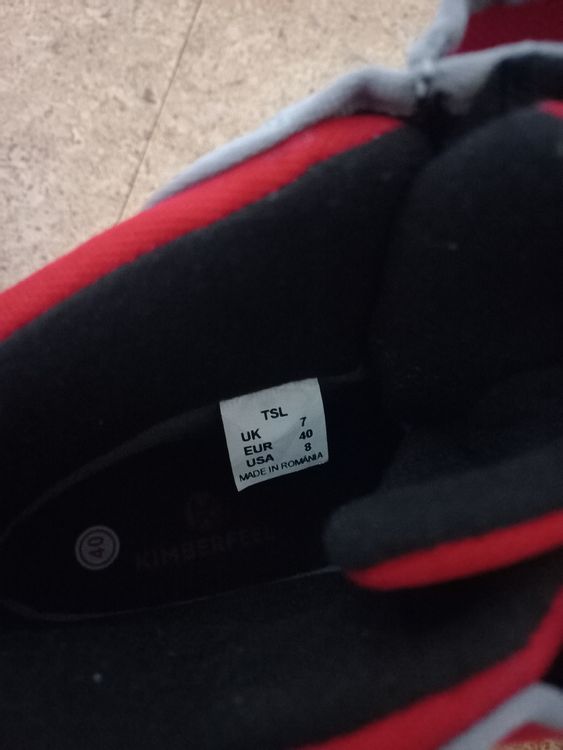 TSL
UK 7
EUR 40
USA 8
MADE IN ROMANIA
40
KIMBERFEEL